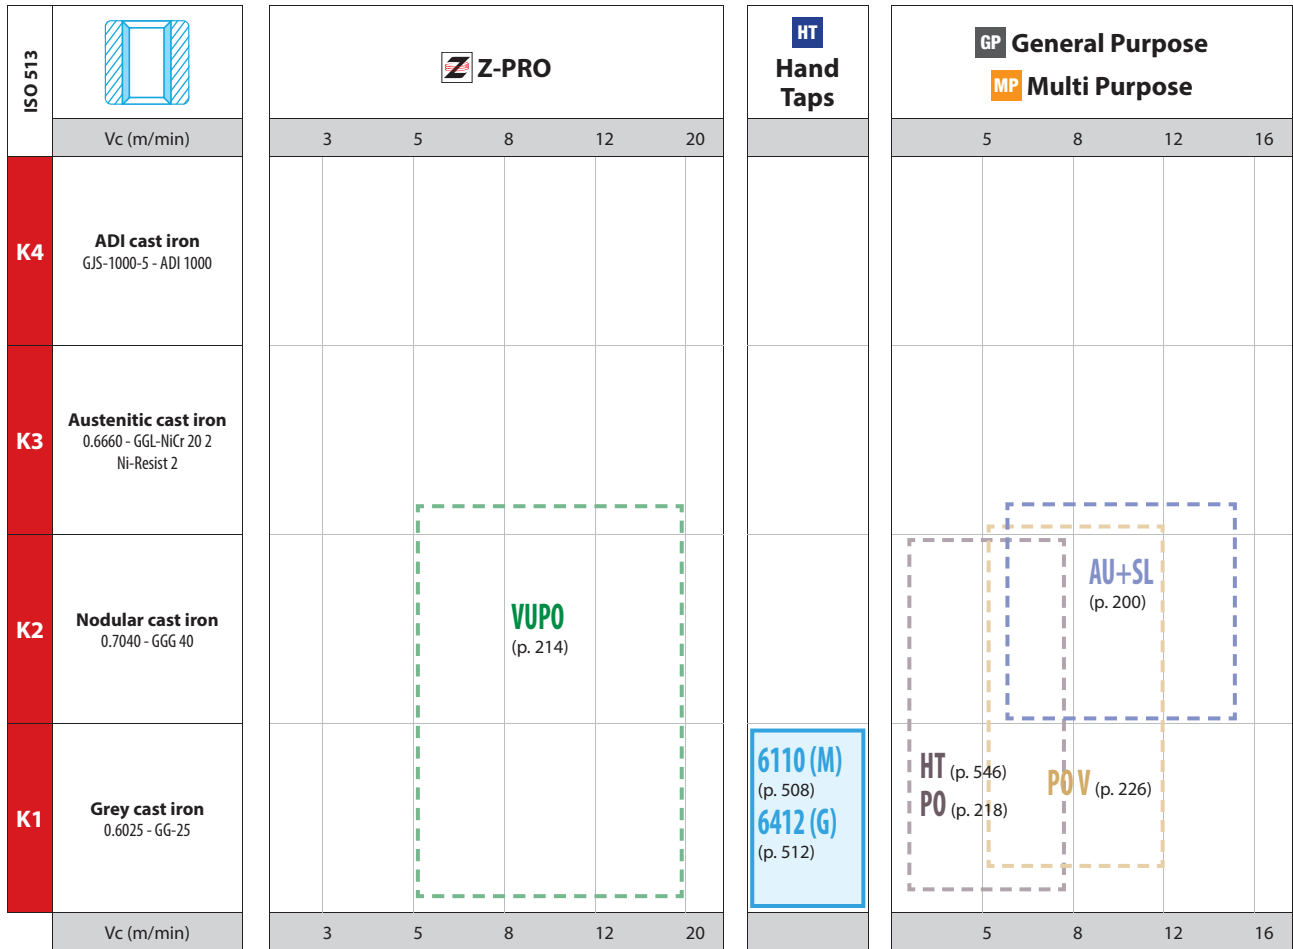 ISO 513
Z-PRO
HT
Hand
Taps
GP General Purpose
MP Multi Purpose
Vc (m/min)
3 5 8 12 20
5 8 12 16
K4
ADI cast iron
GJS-1000-5 - ADI 1000
K3
Austenitic cast iron
0.6660 - GGL-NiCr 20 2
Ni-Resist 2
K2
Nodular cast iron
0.7040 - GGG 40
VUPO
(p. 214)
AU+SL
(p. 200)
K1
Grey cast iron
0.6025 - GG-25
6110 (M)
(p. 508)
6412 (G)
(p. 512)
HT (p. 546)
PO (p. 218)
PO V (p. 226)
Vc (m/min)
3 5 8 12 20
5 8 12 16